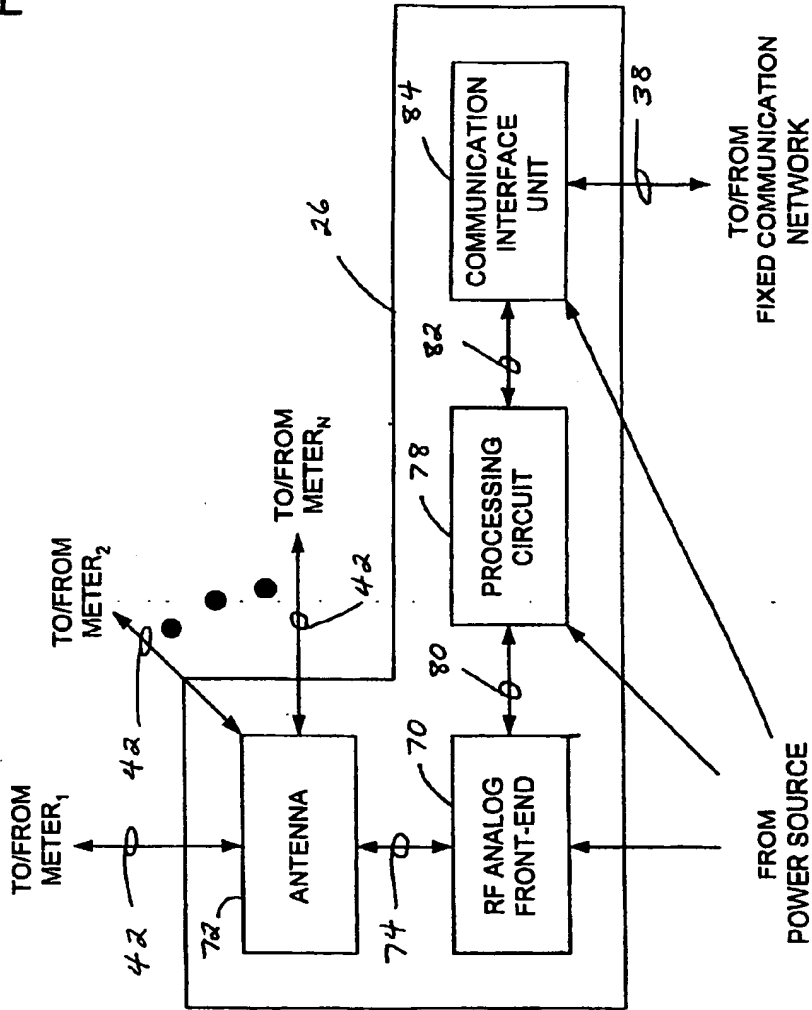 TO/FROM
METER1
TO/FROM
METER2
TO/FROM
METERN
42
42
42
26
72
ANTENNA
74
70
RF ANALOG
FRONT-END
80
78
PROCESSING
CIRCUIT
82
84
COMMUNICATION
INTERFACE
UNIT
38
FROM
POWER SOURCE
TO/FROM
FIXED COMMUNICATION
NETWORK